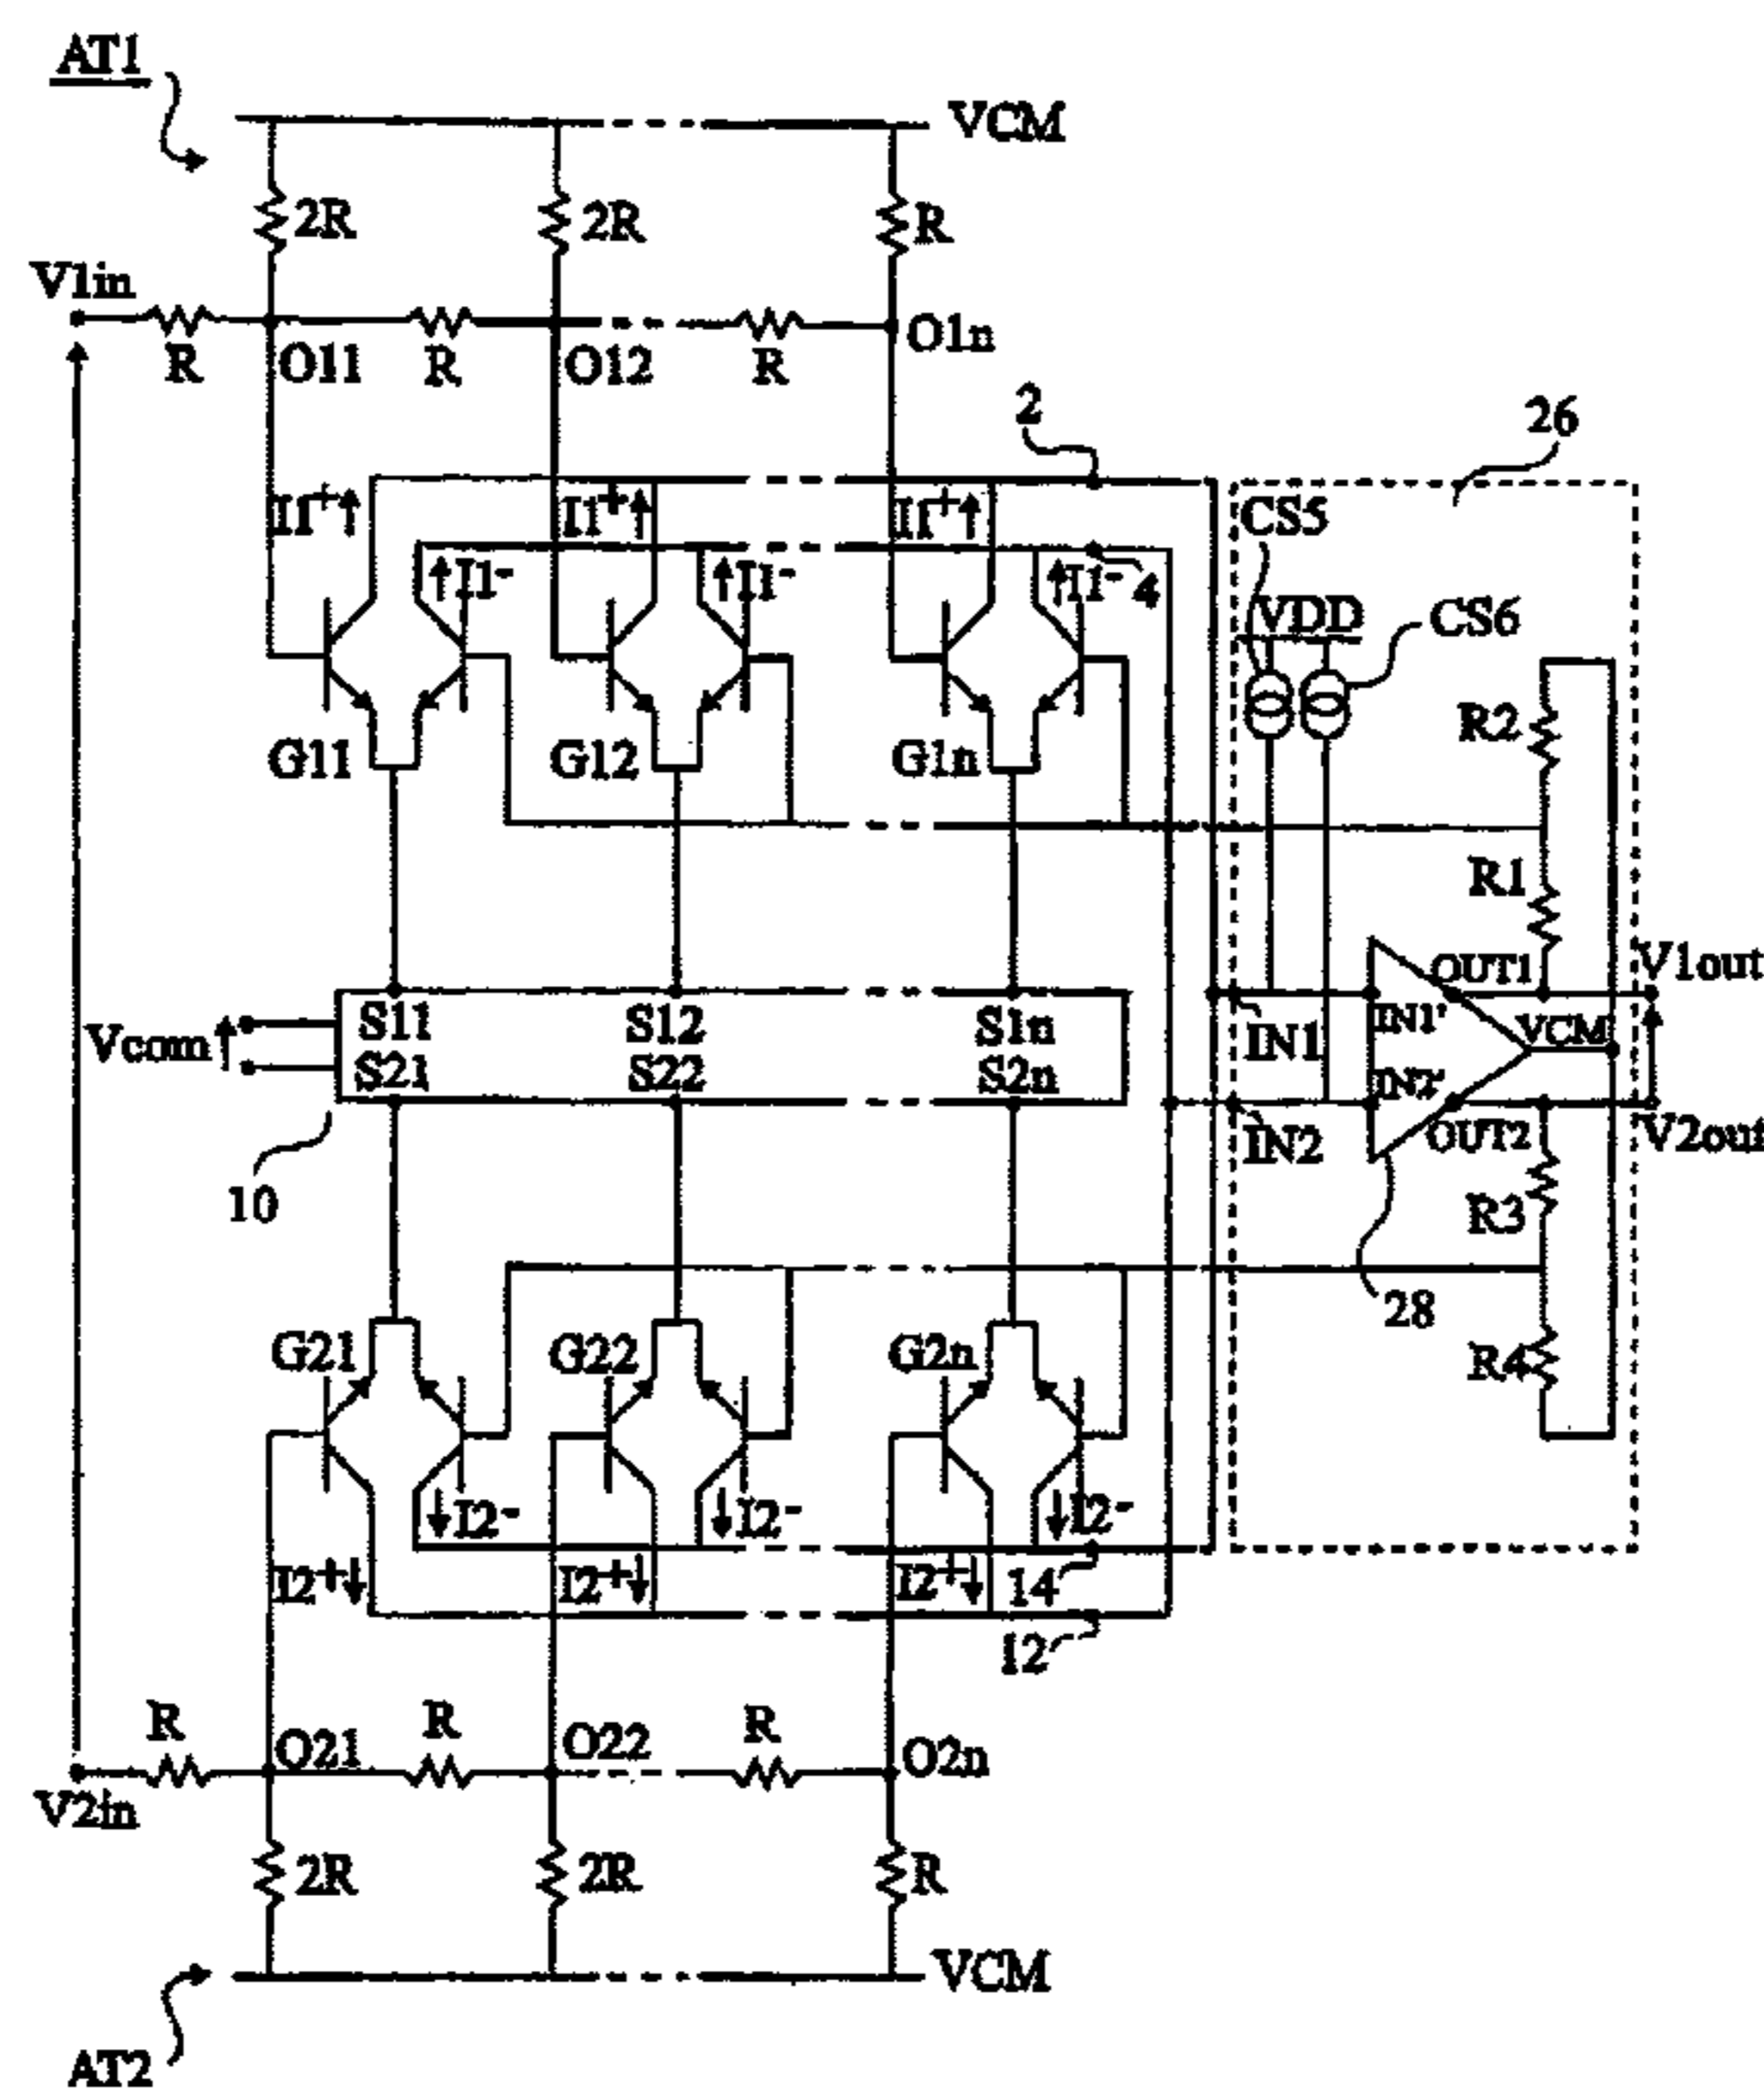 AT1
VCM
2R
2R
R
V1in
R
O11
R
O12
R
O1n
2
26
I1+
I1+
I1+
CS5
I1-
I1-
I1-
4
VDD
CS6
R2
G11
G12
G1n
R1
V1out
OUT1
S11
S12
S1n
IN1'
VCM
Vcom
IN1
S21
S22
S2n
IN2'
OUT2
V2out
IN2
10
R3
28
G21
G22
G2n
R4
I2-
I2-
I2-
I2+
I2+
I2+
14
12
R
R
R
O21
O22
O2n
V2in
2R
2R
R
VCM
AT2